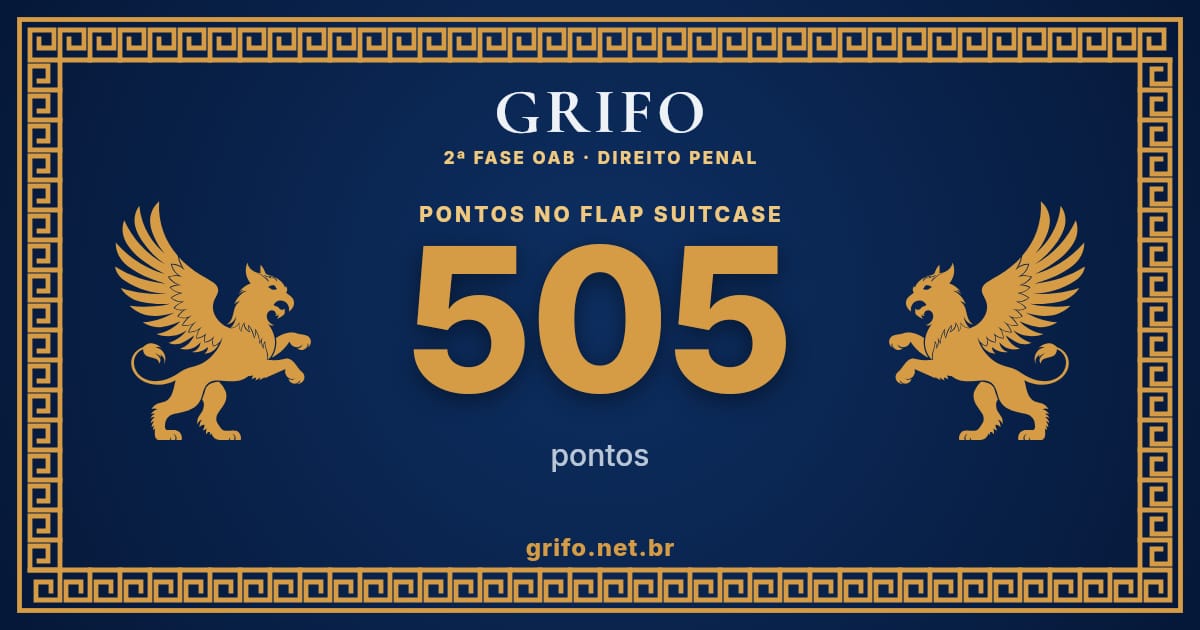 GRIFO
2ª FASE OAB · DIREITO PENAL
PONTOS NO FLAP SUITCASE
505
pontos
grifo.net.br